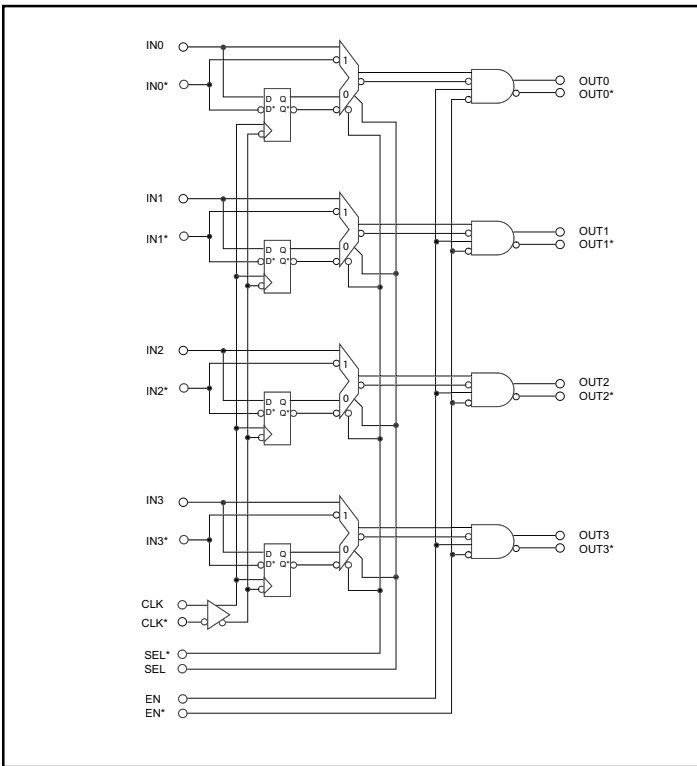 IN0
IN0*
1
0
D Q
D* Q*
OUT0
OUT0*
IN1
IN1*
1
0
D Q
D* Q*
OUT1
OUT1*
IN2
IN2*
1
0
D Q
D* Q*
OUT2
OUT2*
IN3
IN3*
1
0
D Q
D* Q*
OUT3
OUT3*
CLK
CLK*
SEL*
SEL
EN
EN*